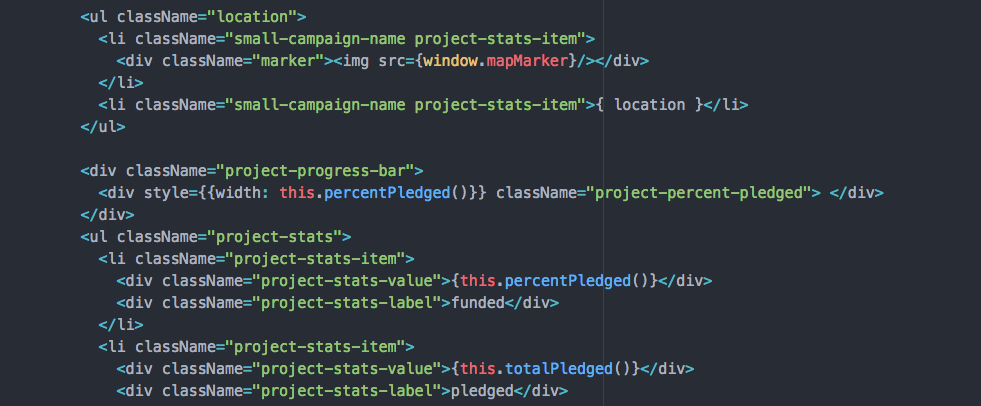 <ul className="location">
<li className="small-campaign-name project-stats-item">
<div className="marker"><img src={window.mapMarker}/></div>
</li>
<li className="small-campaign-name project-stats-item">{ location }</li>
</ul>
<div className="project-progress-bar">
<div style={{width: this.percentPledged()}} className="project-percent-pledged"> </div>
</div>
<ul className="project-stats">
<li className="project-stats-item">
<div className="project-stats-value">{this.percentPledged()}</div>
<div className="project-stats-label">funded</div>
</li>
<li className="project-stats-item">
<div className="project-stats-value">{this.totalPledged()}</div>
<div className="project-stats-label">pledged</div>